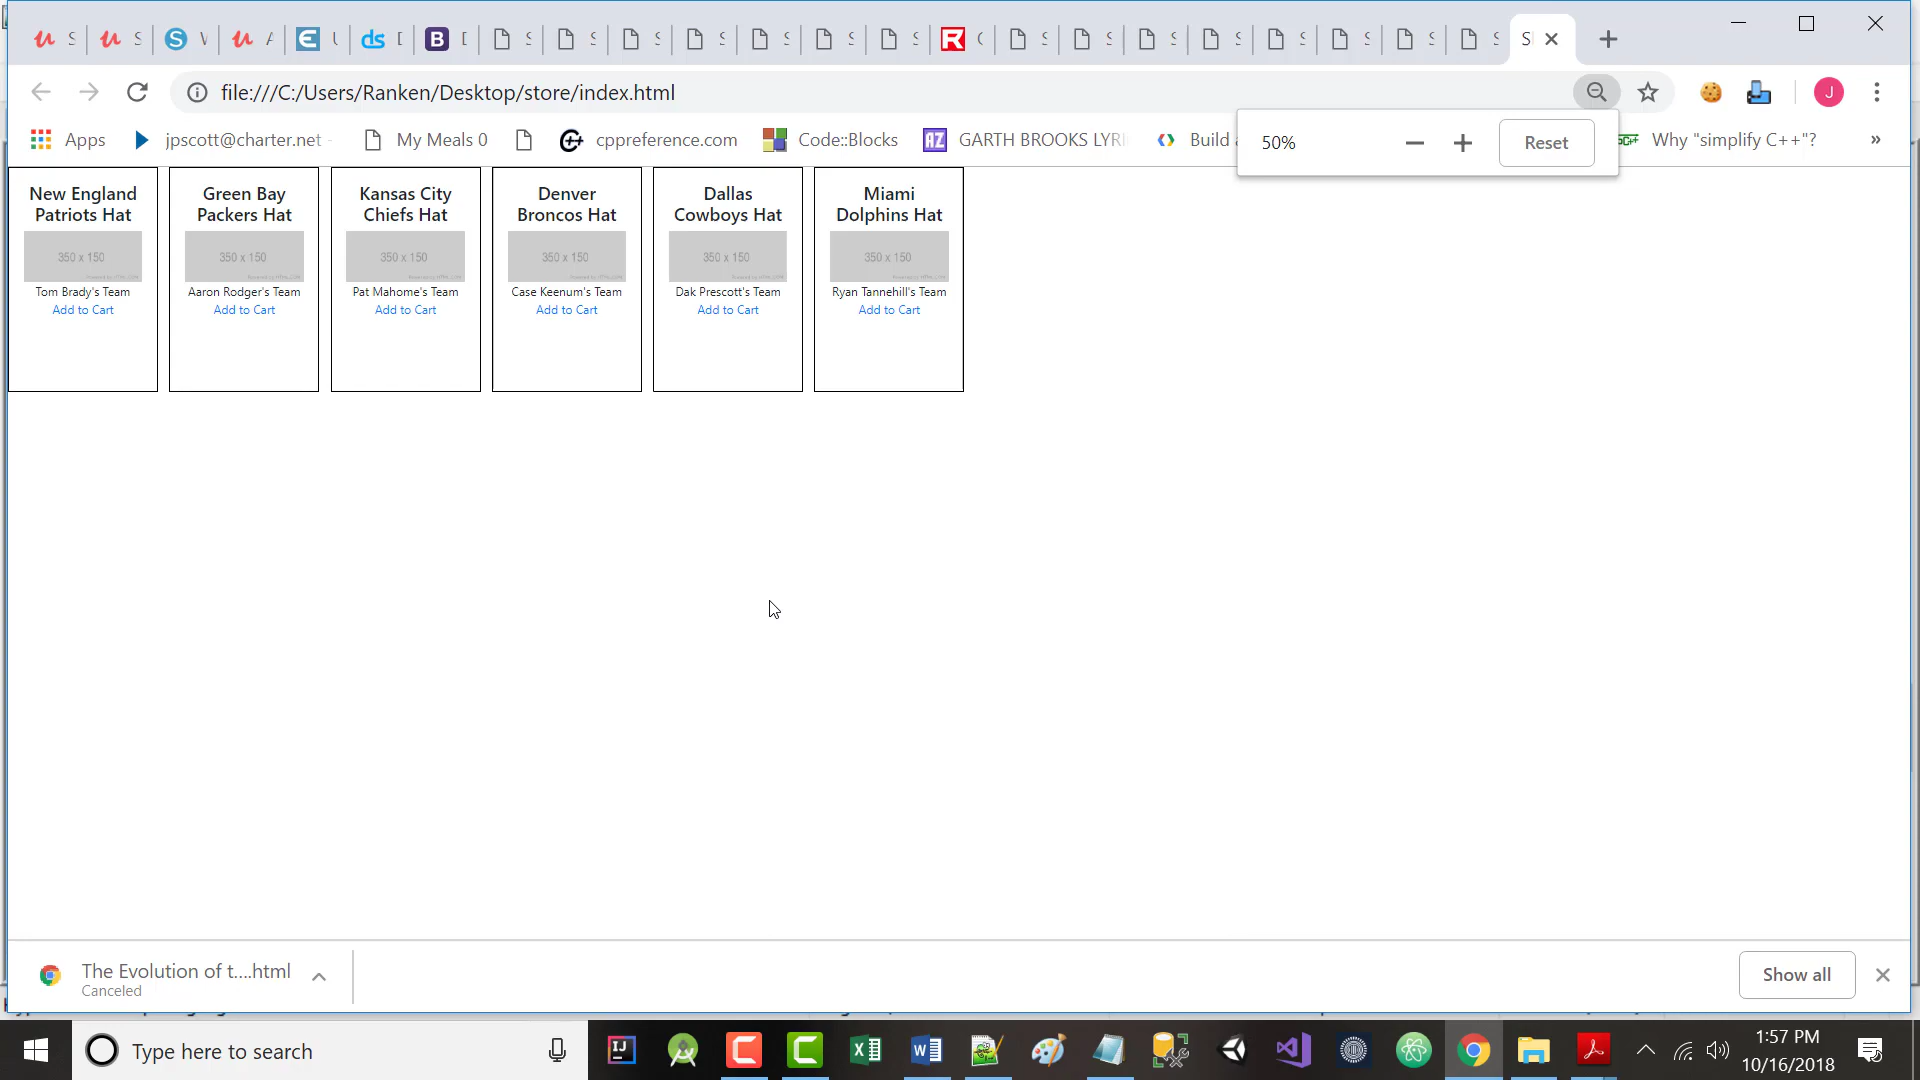 file:///C:/Users/Ranken/Desktop/store/index.html
J
Apps
jpscott@charter.net
My Meals 0
cppreference.com
Code::Blocks
GARTH BROOKS LYRI
Build
Why "simplify C++"?
»
50%
Reset
New England
Patriots Hat
350 x 150
Tom Brady's Team
Add to Cart
Green Bay
Packers Hat
350 x 150
Aaron Rodger's Team
Add to Cart
Kansas City
Chiefs Hat
350 x 150
Pat Mahome's Team
Add to Cart
Denver
Broncos Hat
350 x 150
Case Keenum's Team
Add to Cart
Dallas
Cowboys Hat
350 x 150
Dak Prescott's Team
Add to Cart
Miami
Dolphins Hat
350 x 150
Ryan Tannehill's Team
Add to Cart
The Evolution of t....html
Canceled
Show all
Type here to search
1:57 PM
10/16/2018